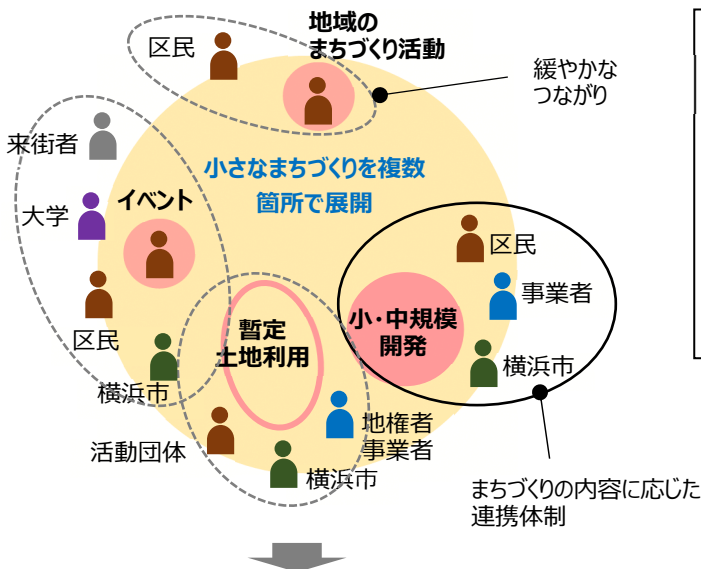 地域の
まちづくり活動
区民
緩やかな
つながり
来街者
小さなまちづくりを複数
箇所で展開
大学
イベント
区民
事業者
区民
暫定
土地利用
小・中規模
開発
横浜市
横浜市
活動団体
地権者
事業者
横浜市
まちづくりの内容に応じた
連携体制